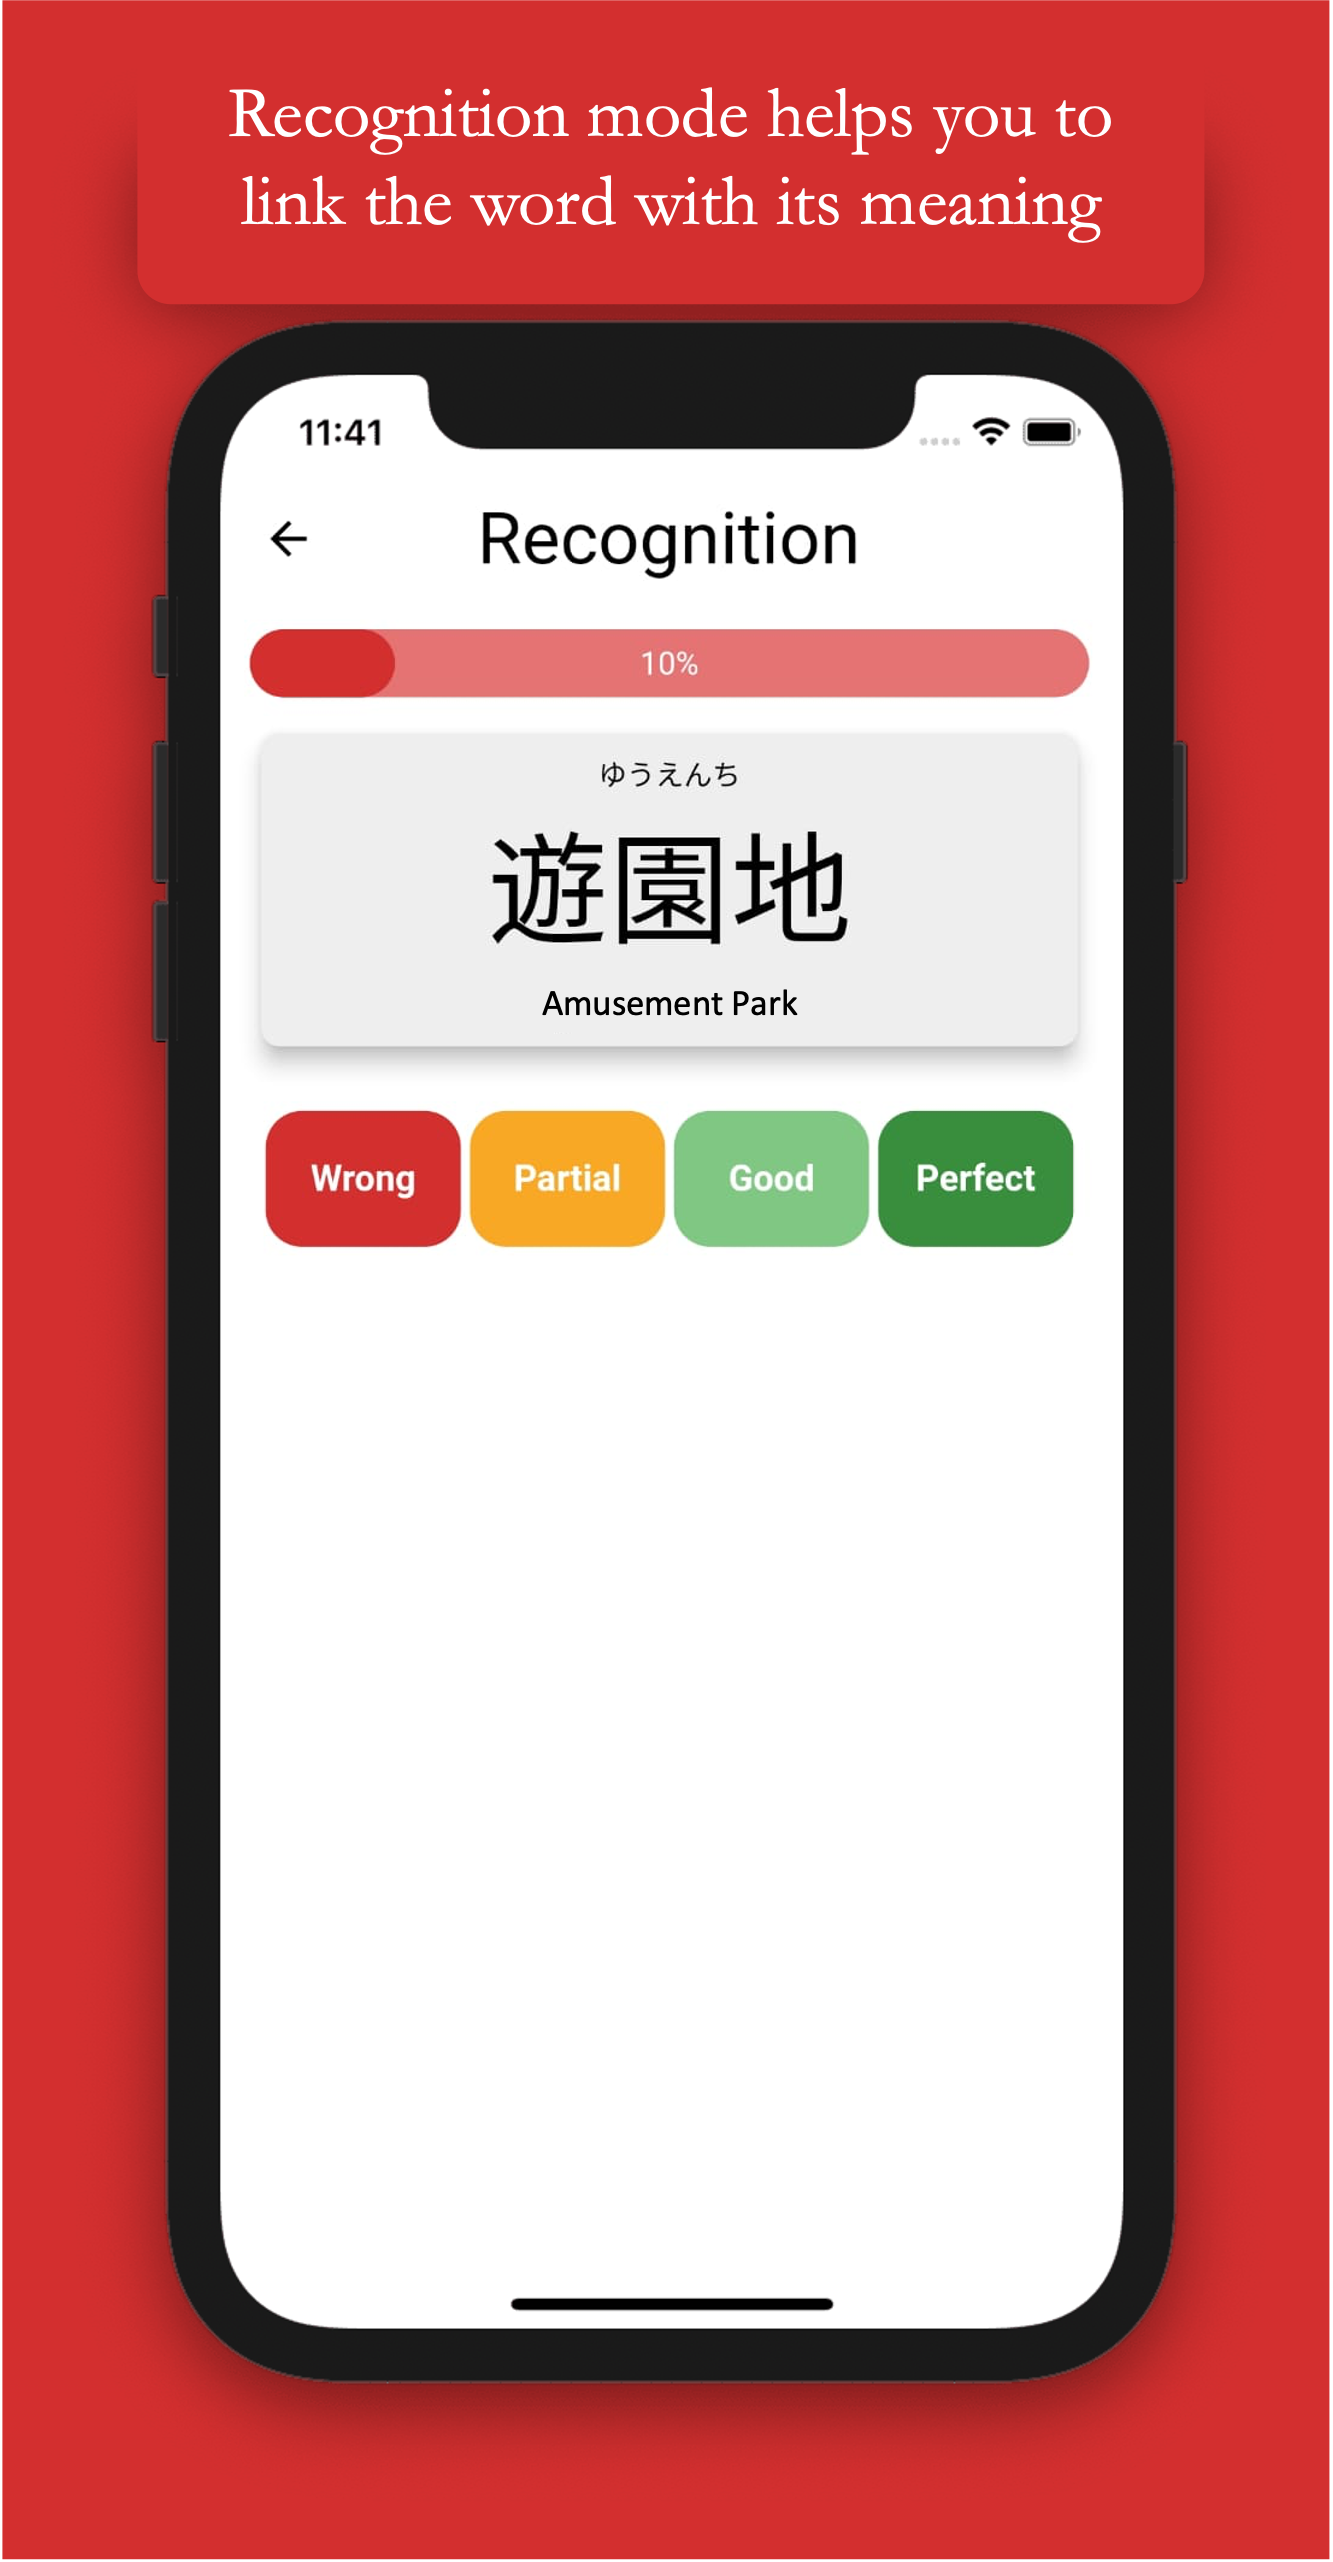 Recognition mode helps you to
link the word with its meaning
11:41
Recognition
10%
ゆうえんち
遊園地
Amusement Park
Wrong Partial Good Perfect